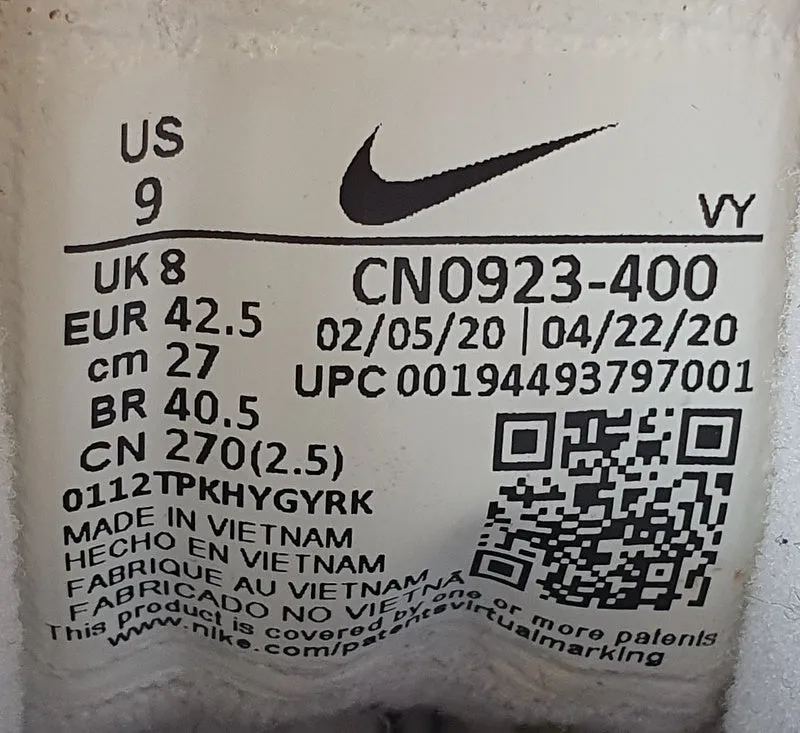 US
9
VY
UK 8
EUR 42.5
cm 27
BR 40.5
CN 270(2.5)
CN0923-400
02/05/20 | 04/22/20
UPC 00194493797001
0112TPKHYGYRK
MADE IN VIETNAM
HECHO EN VIETNAM
FABRIQUE AU VIETNAM
FABRICADO NO VIETNÃ
This product is covered by one or more patents
www.nike.com/patentsvirtualmarking